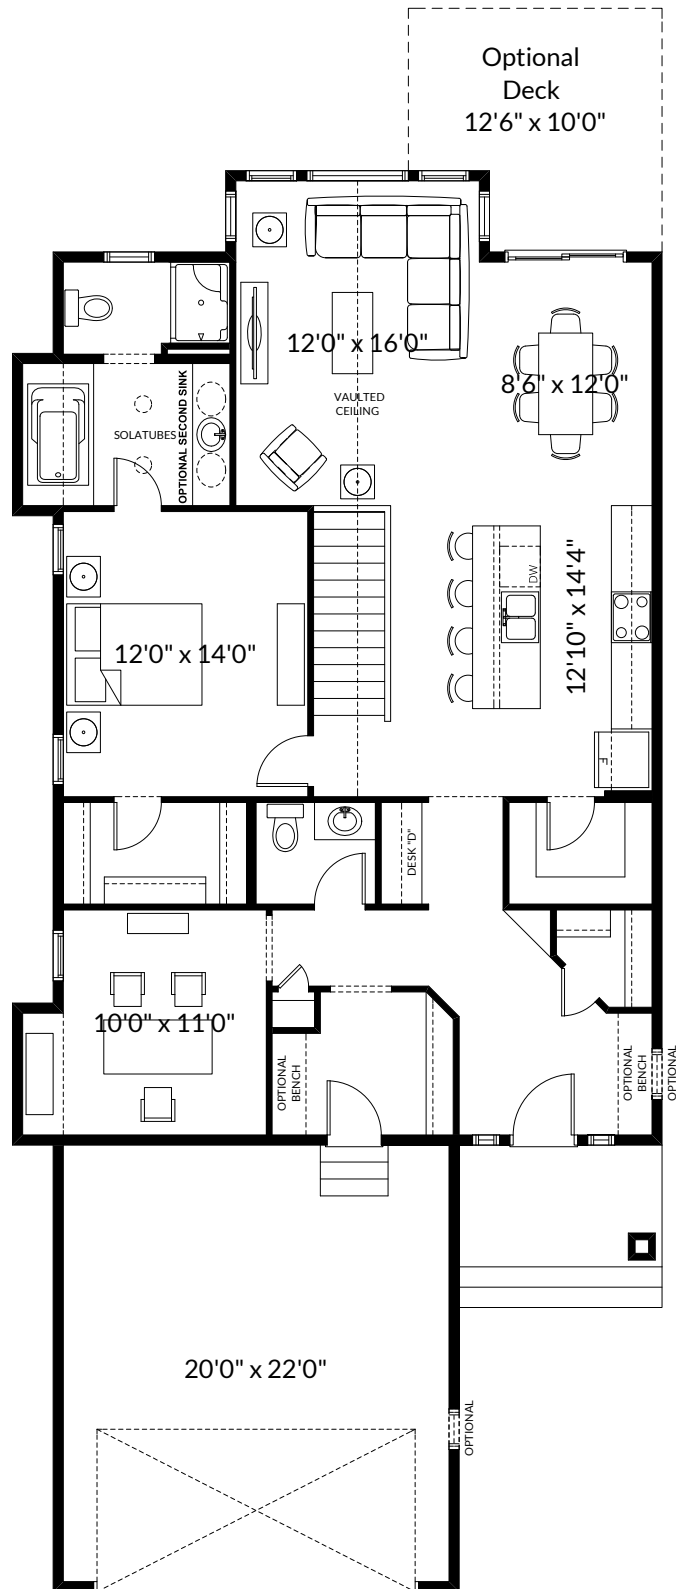 Optional
Deck
12'6" x 10'0"
12'0" x 16'0"
8'6" x 12'0"
VAULTED
CEILING
SOLATUBES
OPTIONAL SECOND SINK
DW
12'10" x 14'4"
12'0" x 14'0"
F
DESK "D"
10'0" x 11'0"
OPTIONAL
BENCH
OPTIONAL
BENCH
OPTIONAL
20'0" x 22'0"
OPTIONAL